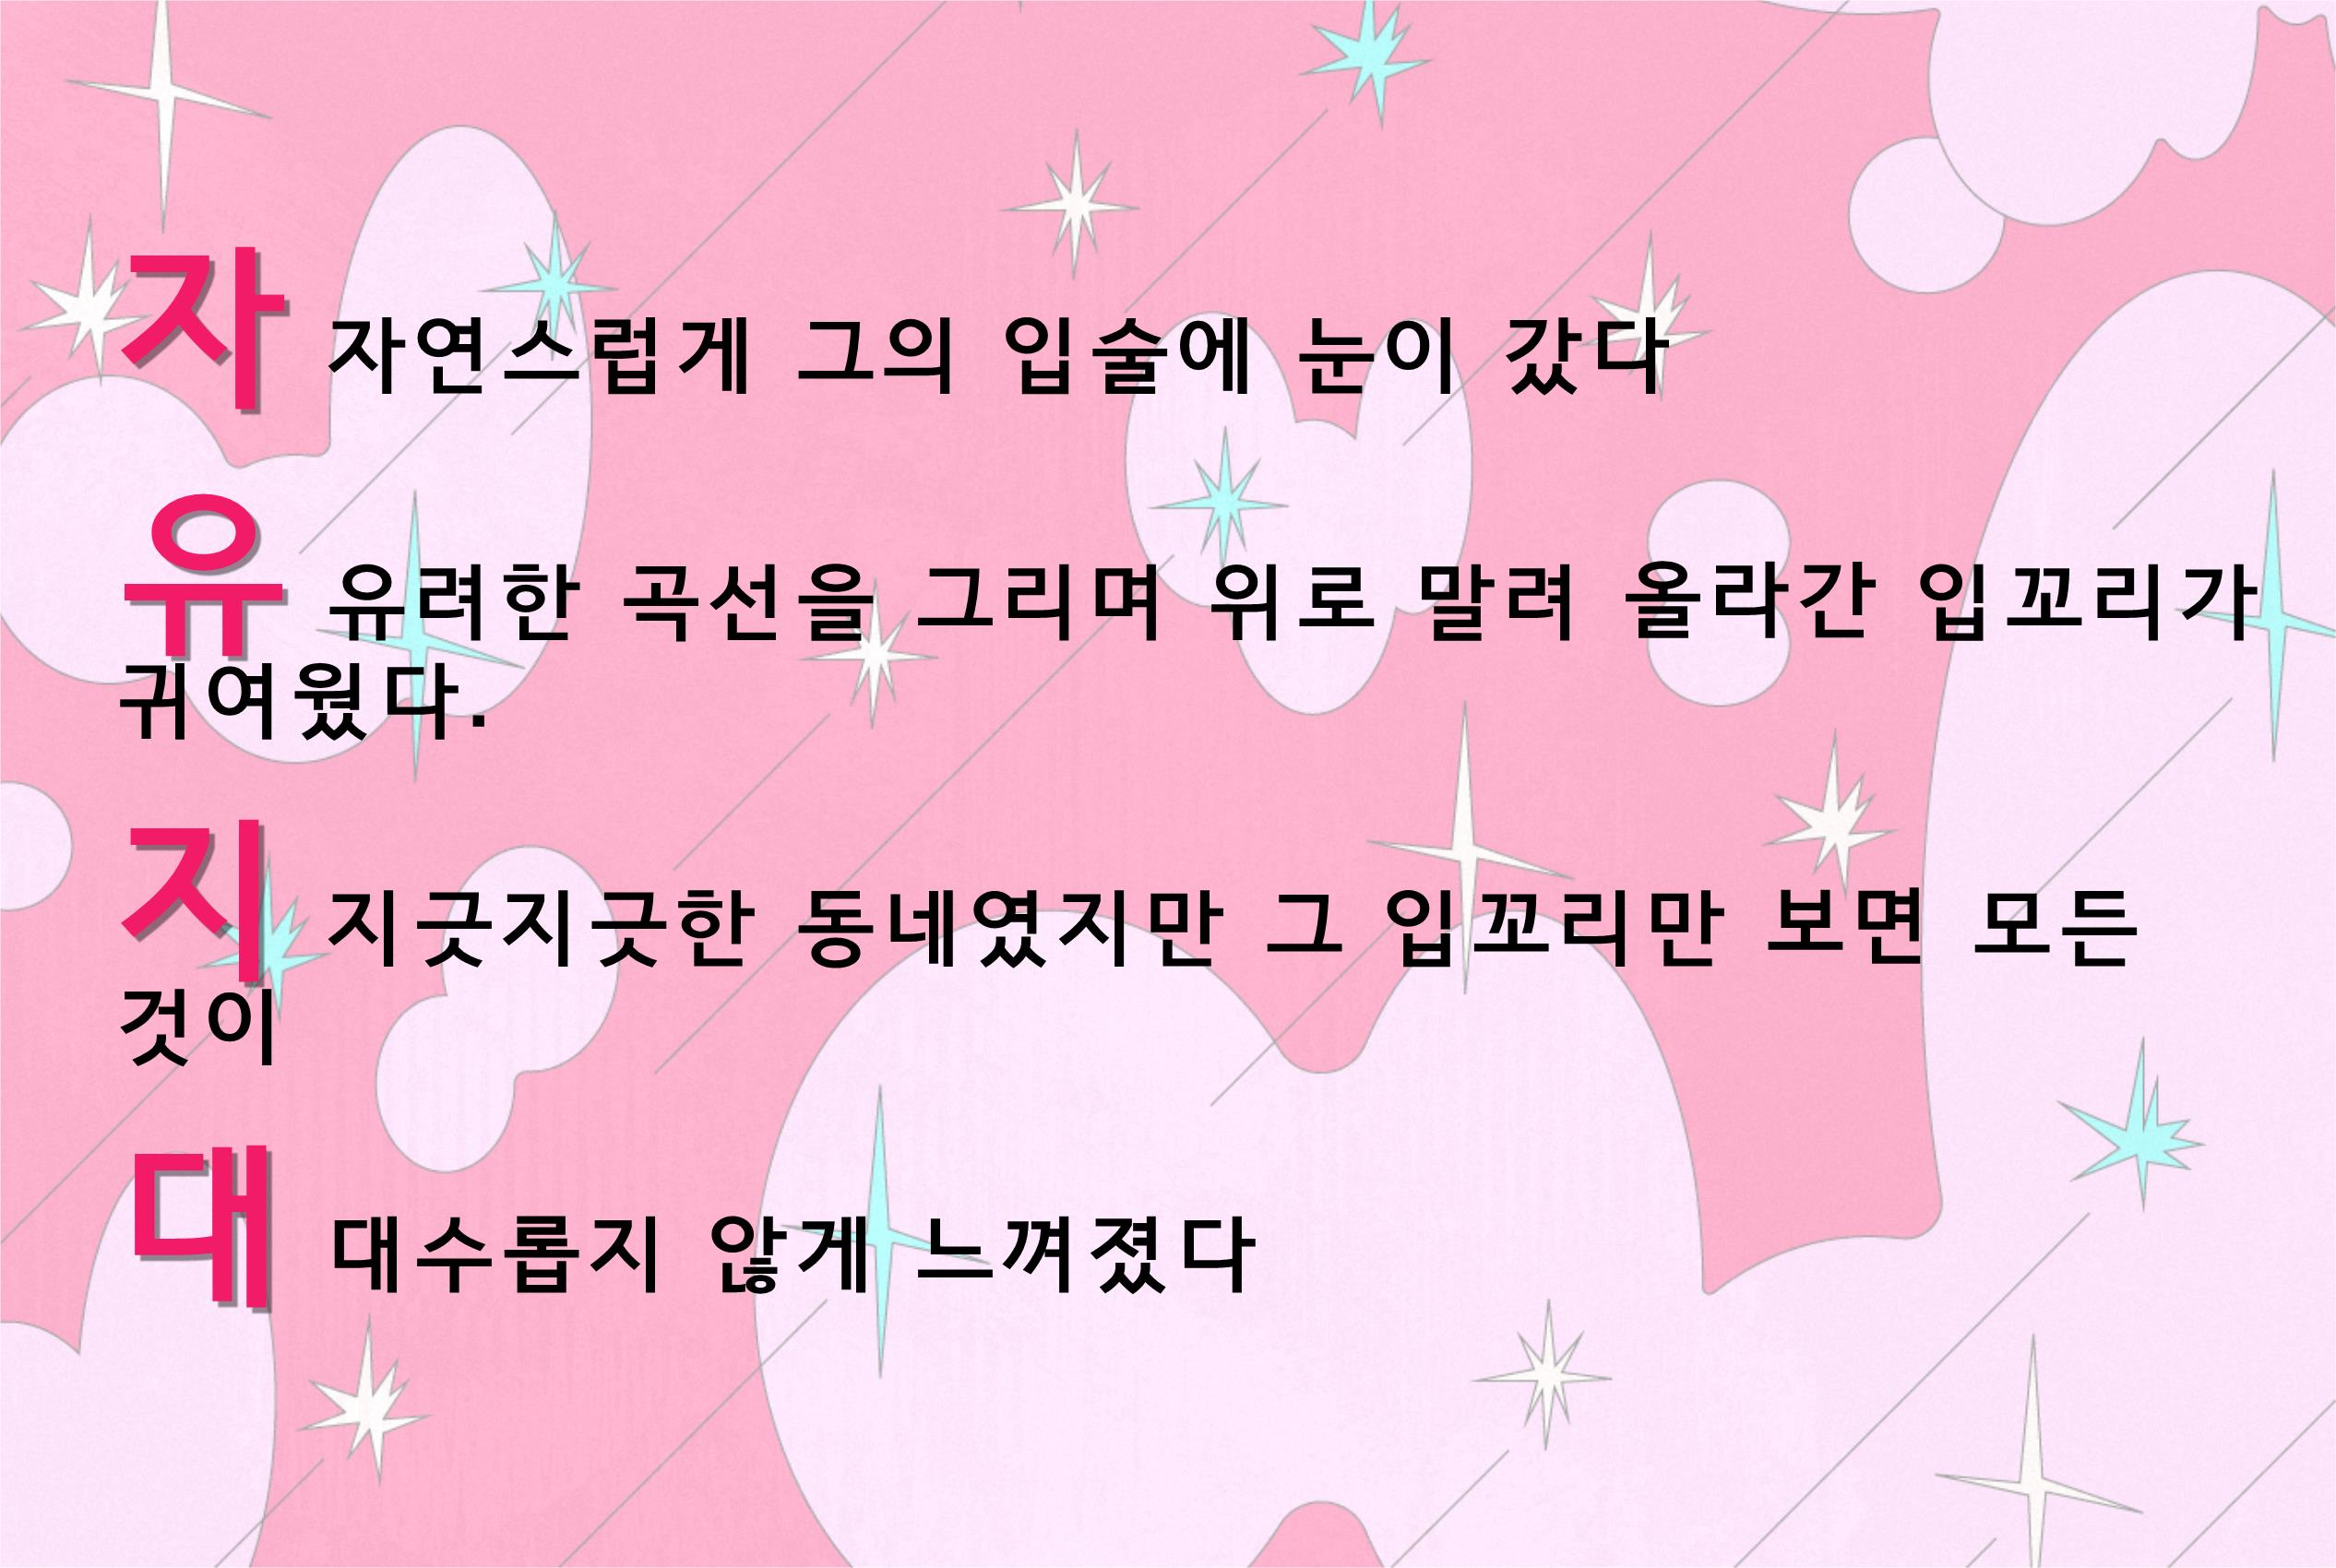 자 자연스럽게 그의 입술에 눈이 갔다
유 유려한 곡선을 그리며 위로 말려 올라간 입꼬리가
귀여웠다.
지 지긋지긋한 동네였지만 그 입꼬리만 보면 모든
것이
대 대수롭지 않게 느껴졌다